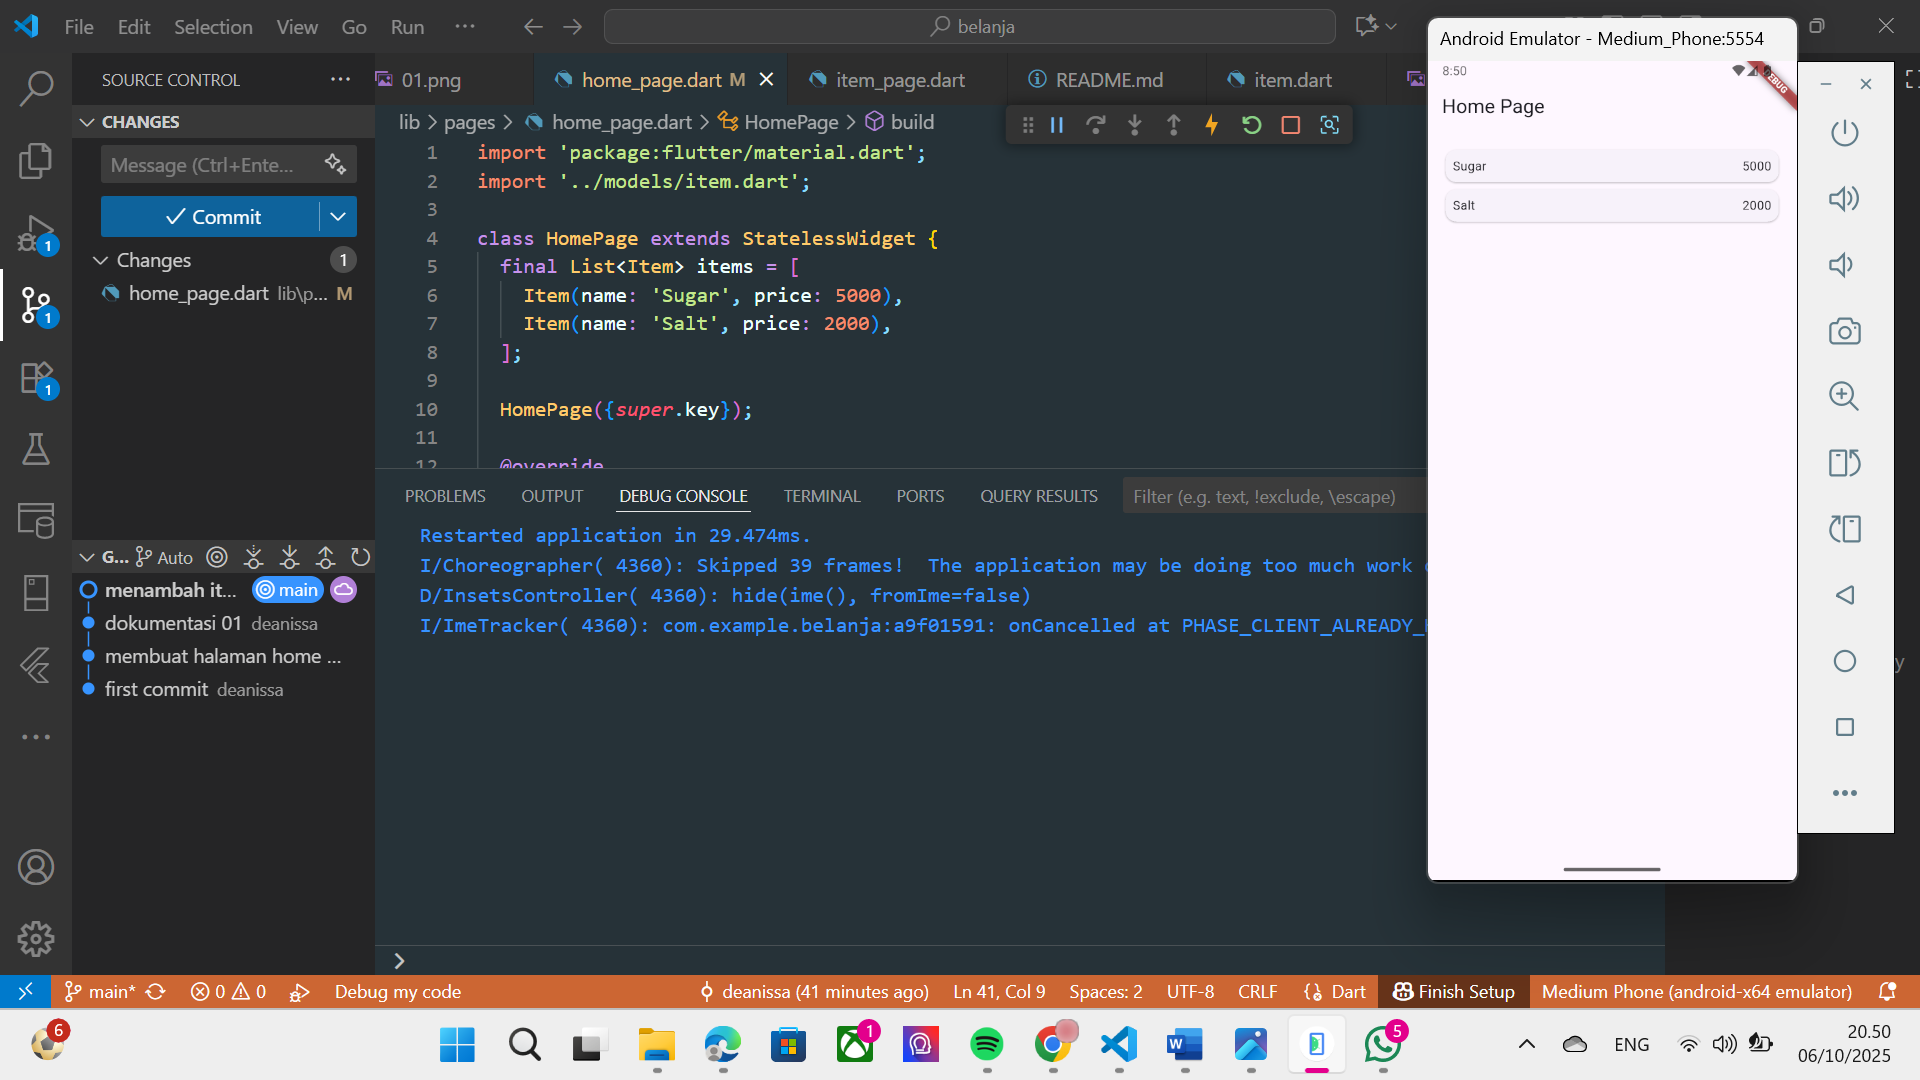 File Edit Selection View Go Run
belanja
SOURCE CONTROL
CHANGES
Message (Ctrl+Ente...
Commit
Changes 1
home_page.dart lib\p... M
1
1
1
G... Auto
menambah it... main
dokumentasi 01 deanissa
membuat halaman home ...
first commit deanissa
01.png
home_page.dart M
item_page.dart
README.md
item.dart
lib > pages > home_page.dart > HomePage > build
1 import 'package:flutter/material.dart';
2 import '../models/item.dart';
3
4 class HomePage extends StatelessWidget {
5 final List<Item> items = [
6 Item(name: 'Sugar', price: 5000),
7 Item(name: 'Salt', price: 2000),
8 ];
9
10 HomePage({super.key});
11
12 @override
PROBLEMS OUTPUT DEBUG CONSOLE TERMINAL PORTS QUERY RESULTS
Filter (e.g. text, !exclude, \escape)
Restarted application in 29.474ms.
I/Choreographer( 4360): Skipped 39 frames!  The application may be doing too much work
D/InsetsController( 4360): hide(ime(), fromIme=false)
I/ImeTracker( 4360): com.example.belanja:a9f01591: onCancelled at PHASE_CLIENT_ALREADY_
>
Android Emulator - Medium_Phone:5554
8:50
DEBUG
Home Page
Sugar 5000
Salt 2000
y
main* 0 0 Debug my code
deanissa (41 minutes ago) Ln 41, Col 9 Spaces: 2 UTF-8 CRLF Dart Finish Setup Medium Phone (android-x64 emulator)
6
1
W
5
ENG
20.50
06/10/2025